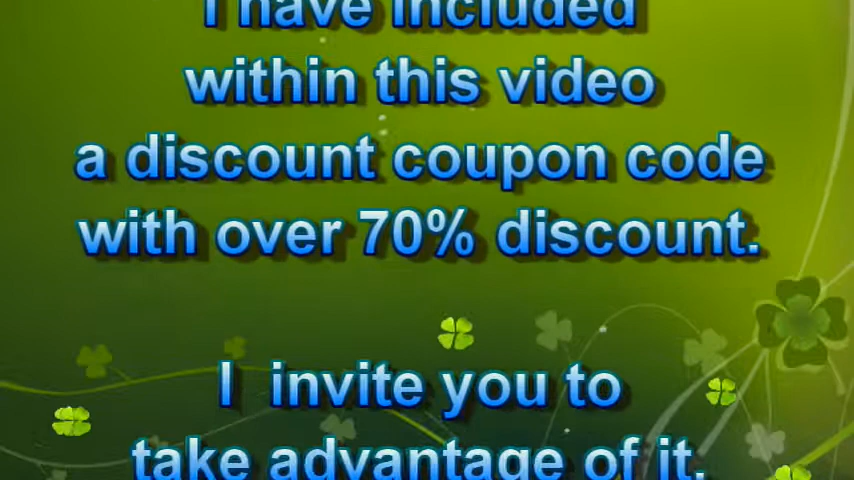 I have included
within this video
a discount coupon code
with over 70% discount.
I invite you to
take advantage of it.